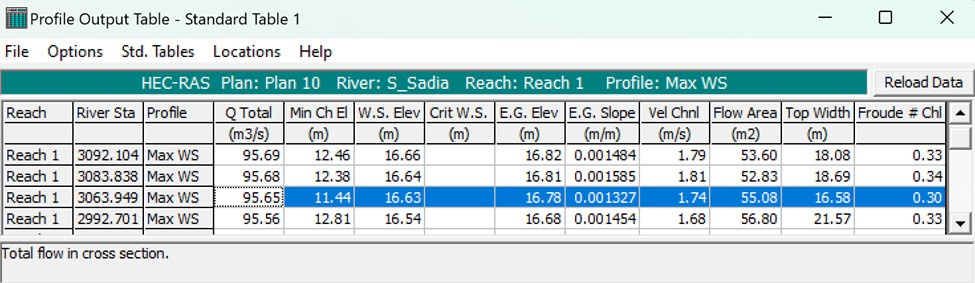 Profile Output Table - Standard Table 1
File Options Std. Tables Locations Help
HEC-RAS Plan: Plan 10 River: S_Sadia Reach: Reach 1 Profile: Max WS Reload Data
Reach River Sta Profile Q Total Min Ch El W.S. Elev Crit W.S. E.G. Elev E.G. Slope Vel Chnl Flow Area Top Width Froude # Chl
(m3/s) (m) (m) (m) (m) (m/m) (m/s) (m2) (m)
Reach 1 3092.104 Max WS 95.69 12.46 16.66 16.82 0.001484 1.79 53.60 18.08 0.33
Reach 1 3083.838 Max WS 95.68 12.38 16.64 16.81 0.001585 1.81 52.83 18.69 0.34
Reach 1 3063.949 Max WS 95.65 11.44 16.63 16.78 0.001327 1.74 55.08 16.58 0.30
Reach 1 2992.701 Max WS 95.56 12.81 16.54 16.68 0.001454 1.68 56.80 21.57 0.33
Total flow in cross section.